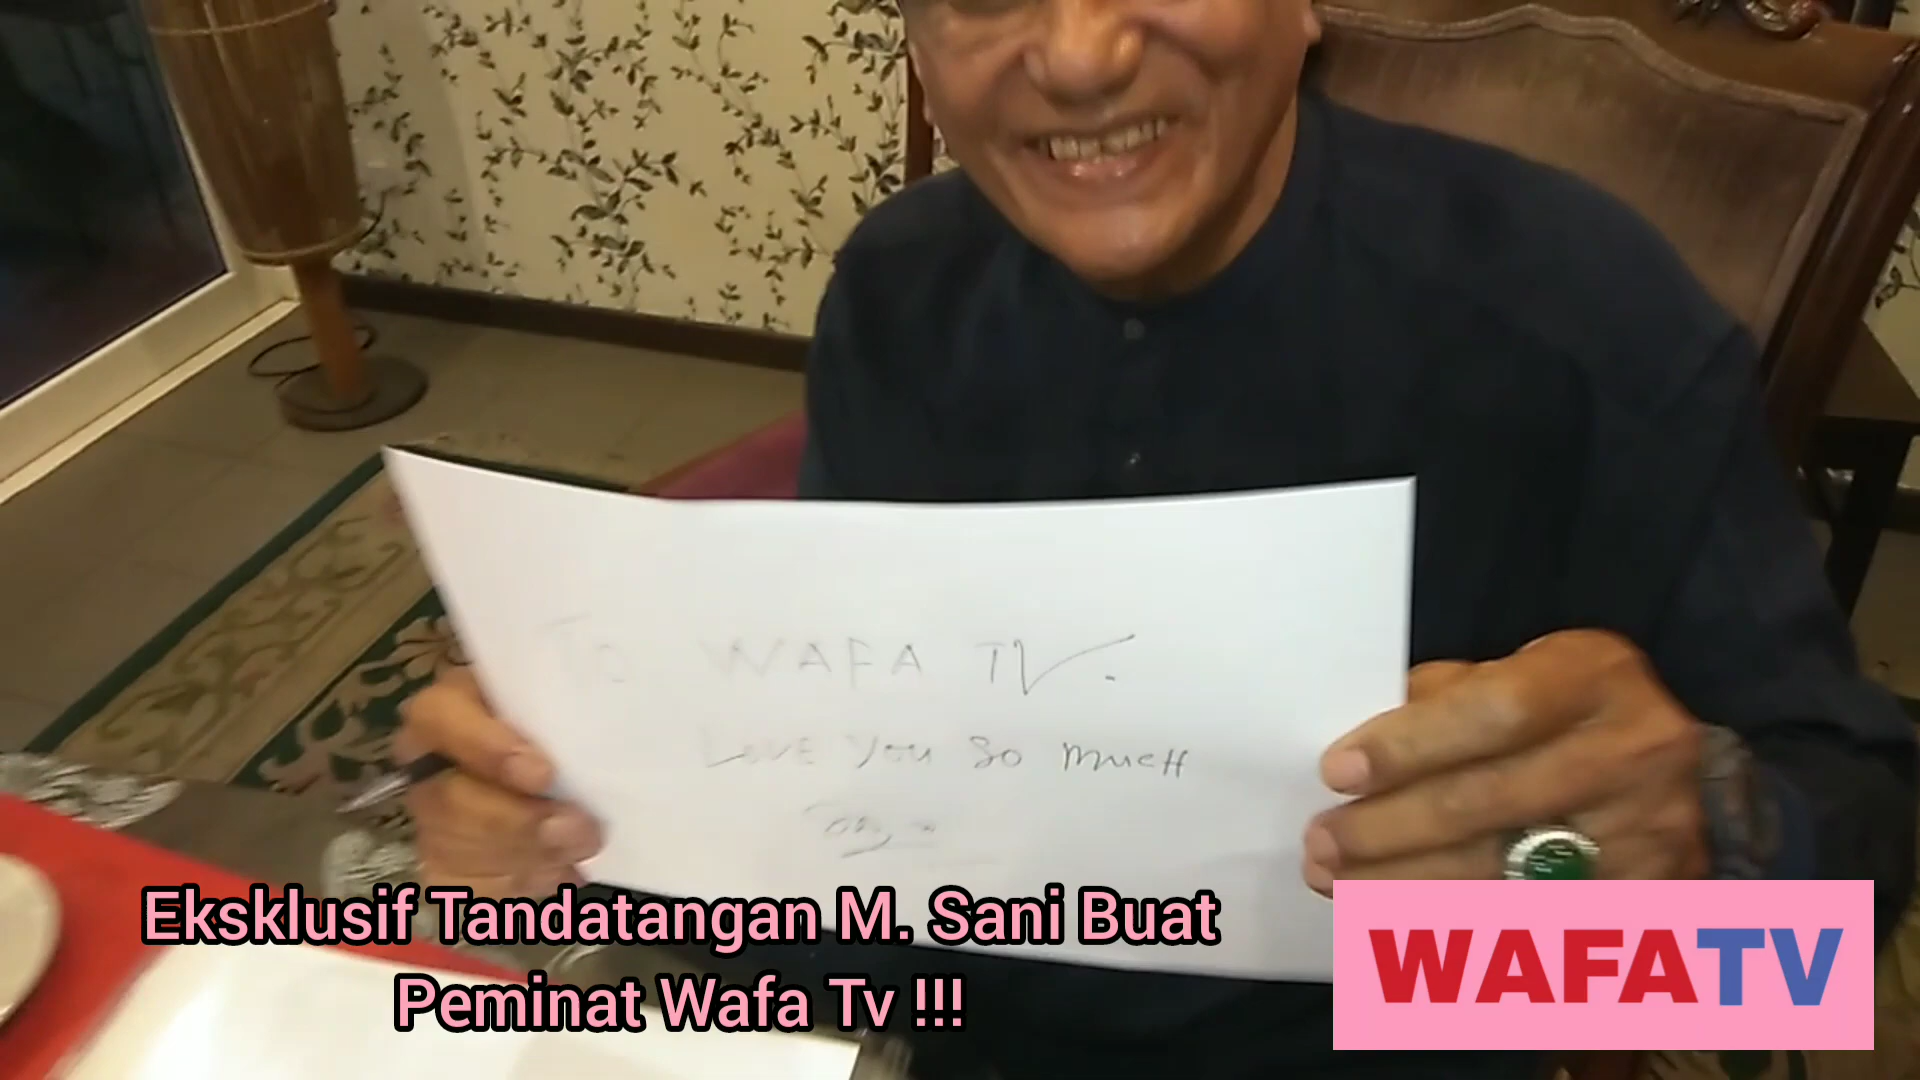 To WAFA TV.
LOVE you So mucH
Eksklusif Tandatangan M. Sani Buat
Peminat Wafa Tv !!!
WAFATV